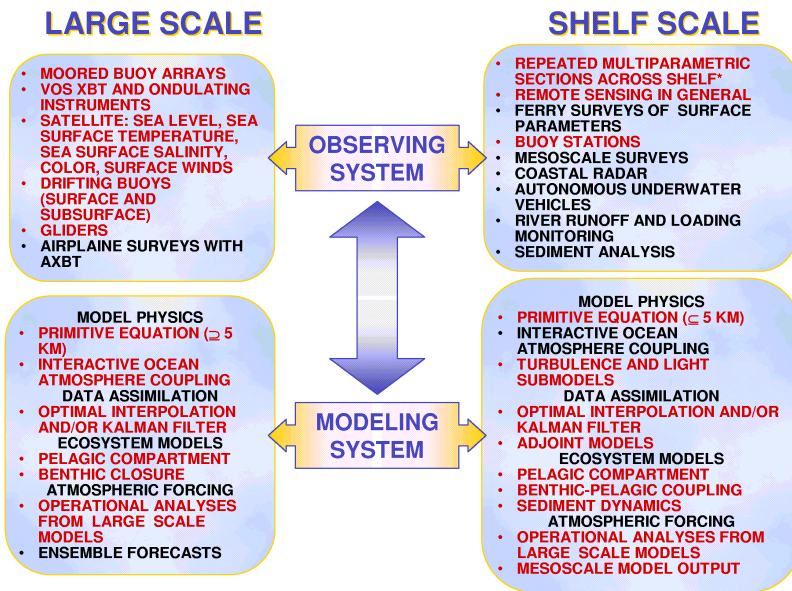 LARGE SCALE
• MOORED BUOY ARRAYS
• VOS XBT AND ONDULATING
INSTRUMENTS
• SATELLITE: SEA LEVEL, SEA
SURFACE TEMPERATURE,
SEA SURFACE SALINITY,
COLOR, SURFACE WINDS
• DRIFTING BUOYS
(SURFACE AND
SUBSURFACE)
• GLIDERS
• AIRPLAINE SURVEYS WITH
AXBT
SHELF SCALE
• REPEATED MULTIPARAMETRIC
SECTIONS ACROSS SHELF*
• REMOTE SENSING IN GENERAL
• FERRY SURVEYS OF SURFACE
PARAMETERS
• BUOY STATIONS
• MESOSCALE SURVEYS
• COASTAL RADAR
• AUTONOMOUS UNDERWATER
VEHICLES
• RIVER RUNOFF AND LOADING
MONITORING
• SEDIMENT ANALYSIS
OBSERVING
SYSTEM
MODEL PHYSICS
• PRIMITIVE EQUATION (⊇ 5
KM)
• INTERACTIVE OCEAN
ATMOSPHERE COUPLING
DATA ASSIMILATION
• OPTIMAL INTERPOLATION
AND/OR KALMAN FILTER
ECOSYSTEM MODELS
• PELAGIC COMPARTMENT
• BENTHIC CLOSURE
ATMOSPHERIC FORCING
• OPERATIONAL ANALYSES
FROM LARGE SCALE
MODELS
• ENSEMBLE FORECASTS
MODELING
SYSTEM
MODEL PHYSICS
• PRIMITIVE EQUATION (⊆ 5 KM)
• INTERACTIVE OCEAN
ATMOSPHERE COUPLING
• TURBULENCE AND LIGHT
SUBMODELS
DATA ASSIMILATION
• OPTIMAL INTERPOLATION AND/OR
KALMAN FILTER
• ADJOINT MODELS
ECOSYSTEM MODELS
• PELAGIC COMPARTMENT
• BENTHIC-PELAGIC COUPLING
• SEDIMENT DYNAMICS
ATMOSPHERIC FORCING
• OPERATIONAL ANALYSES FROM
LARGE SCALE MODELS
• MESOSCALE MODEL OUTPUT